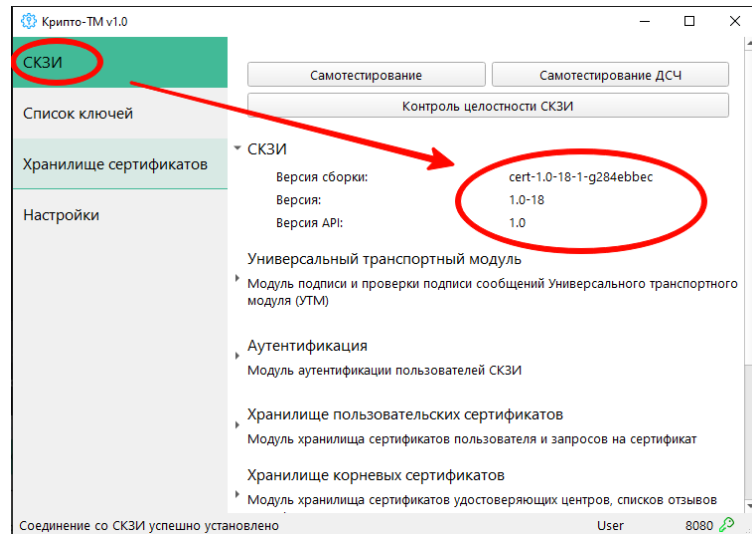 Крипто-ТМ v1.0
СКЗИ
Список ключей
Хранилище сертификатов
Настройки
Самотестирование
Самотестирование ДСЧ
Контроль целостности СКЗИ
СКЗИ
Версия сборки: cert-1.0-18-1-g284ebbec
Версия: 1.0-18
Версия API: 1.0
Универсальный транспортный модуль
Модуль подписи и проверки подписи сообщений Универсального транспортного
модуля (УТМ)
Аутентификация
Модуль аутентификации пользователей СКЗИ
Хранилище пользовательских сертификатов
Модуль хранилища сертификатов пользователя и запросов на сертификат
Хранилище корневых сертификатов
Модуль хранилища сертификатов удостоверяющих центров, списков отзывов
Соединение со СКЗИ успешно установлено
User
8080